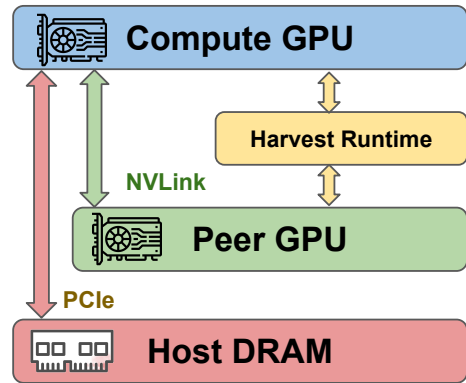 Compute GPU
Harvest Runtime
NVLink
Peer GPU
PCIe
Host DRAM